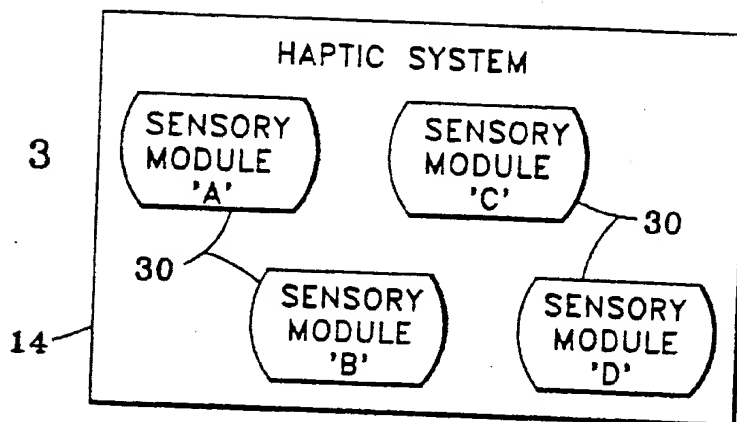 HAPTIC SYSTEM
3
SENSORY
MODULE
'A'
SENSORY
MODULE
'C'
30
30
SENSORY
MODULE
'B'
SENSORY
MODULE
'D'
14